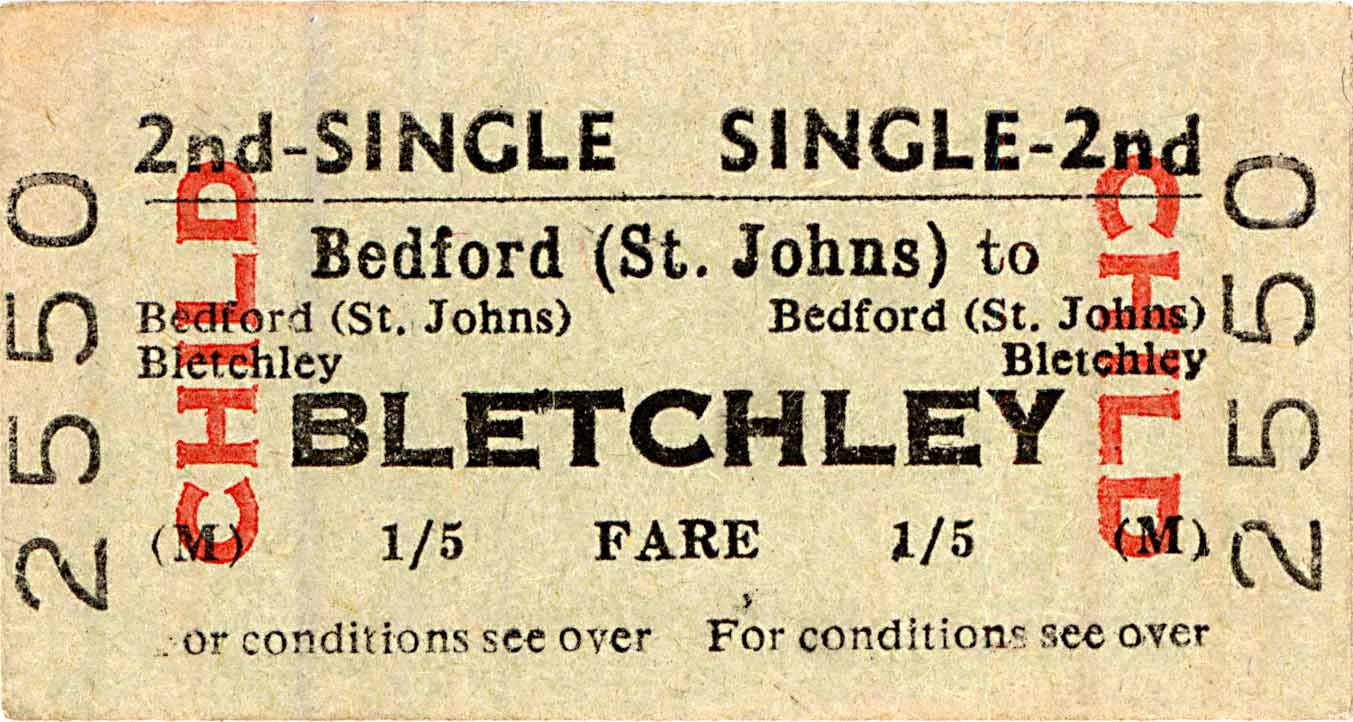 2nd-SINGLE SINGLE-2nd
Bedford (St. Johns) to
Bedford (St. Johns) Bedford (St. Johns)
Bletchley Bletchley
BLETCHLEY
(M) 1/5 FARE 1/5 (M)
or conditions see over For conditions see over
CHILD
CHILD
2550
2550